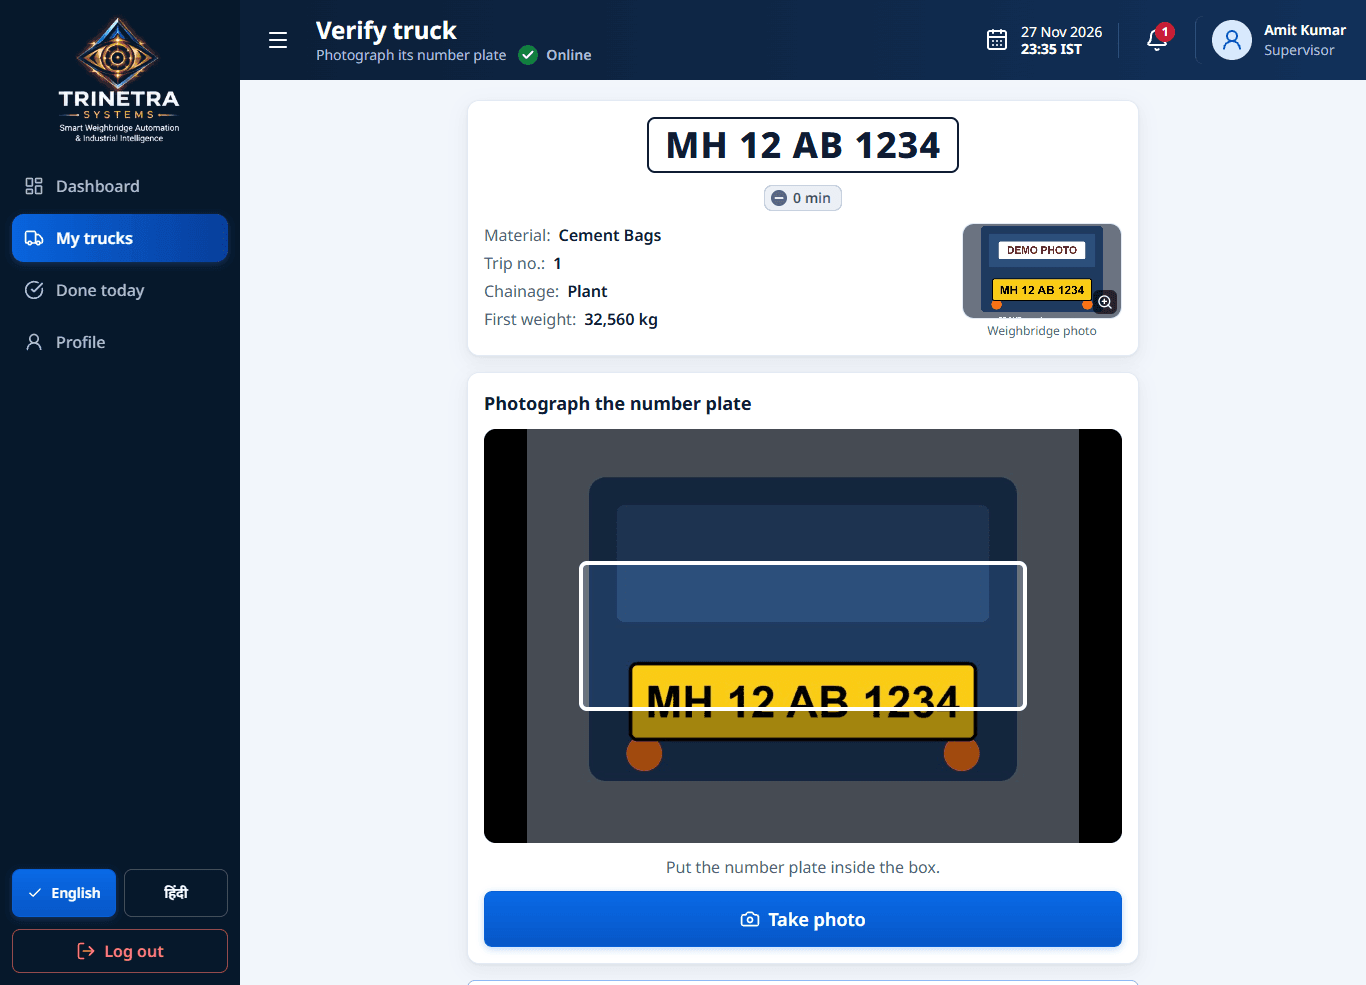 TRINETRA
SYSTEMS
Smart Weighbridge Automation
& Industrial Intelligence
Dashboard
My trucks
Done today
Profile
English
हिंदी
Log out
Verify truck
Photograph its number plate
Online
27 Nov 2026
23:35 IST
1
Amit Kumar
Supervisor
MH 12 AB 1234
0 min
Material: Cement Bags
Trip no.: 1
Chainage: Plant
First weight: 32,560 kg
DEMO PHOTO
MH 12 AB 1234
Weighbridge photo
Photograph the number plate
MH 12 AB 1234
Put the number plate inside the box.
Take photo